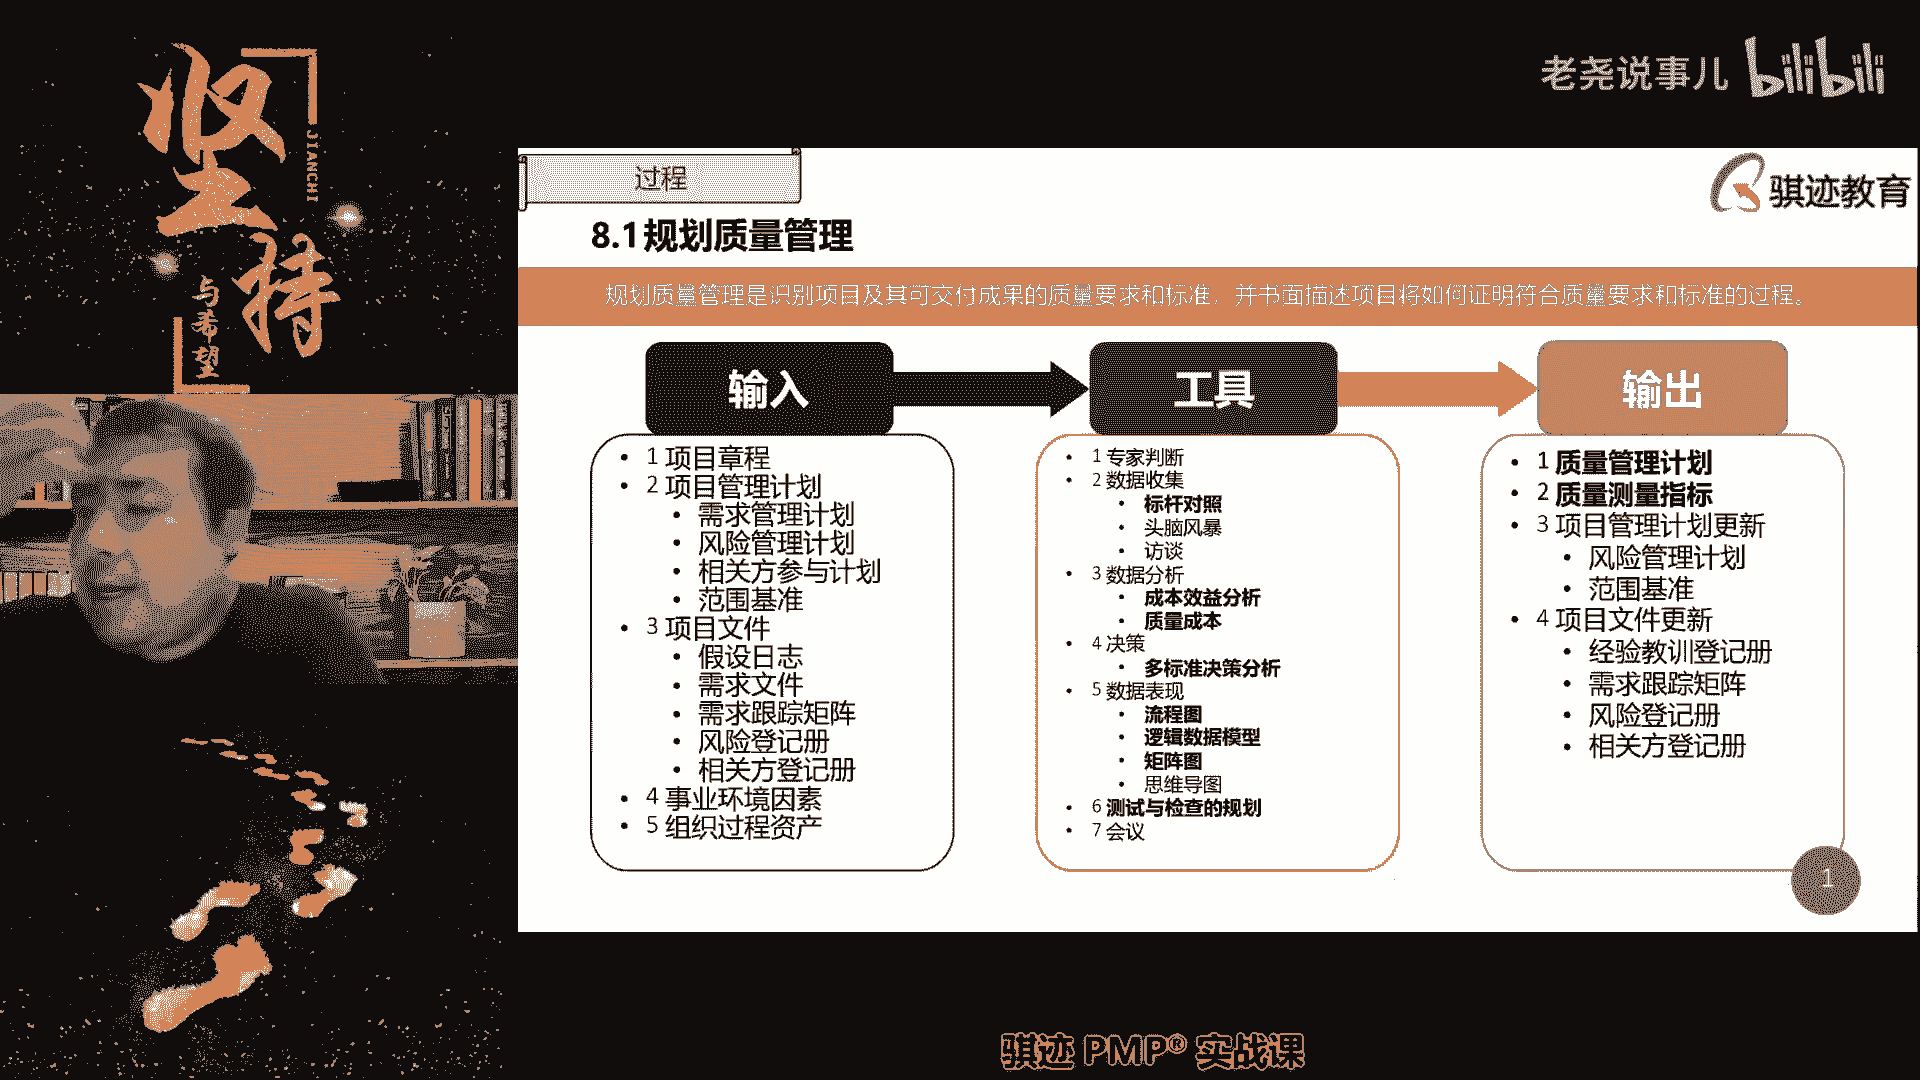 坚持
JIANCHI
与希望
老尧说事儿 bilibili
过程
骐迹教育
8.1规划质量管理
规划质量管理是识别项目及其可交付成果的质量要求和标准，并书面描述项目将如何证明符合质量要求和标准的过程。
输入
• 1 项目章程
• 2 项目管理计划
• 需求管理计划
• 风险管理计划
• 相关方参与计划
• 范围基准
• 3 项目文件
• 假设日志
• 需求文件
• 需求跟踪矩阵
• 风险登记册
• 相关方登记册
• 4 事业环境因素
• 5 组织过程资产
工具
• 1 专家判断
• 2 数据收集
• 标杆对照
• 头脑风暴
• 访谈
• 3 数据分析
• 成本效益分析
• 质量成本
• 4 决策
• 多标准决策分析
• 5 数据表现
• 流程图
• 逻辑数据模型
• 矩阵图
• 思维导图
• 6 测试与检查的规划
• 7 会议
输出
• 1 质量管理计划
• 2 质量测量指标
• 3 项目管理计划更新
• 风险管理计划
• 范围基准
• 4 项目文件更新
• 经验教训登记册
• 需求跟踪矩阵
• 风险登记册
• 相关方登记册
1
骐迹 PMP® 实战课